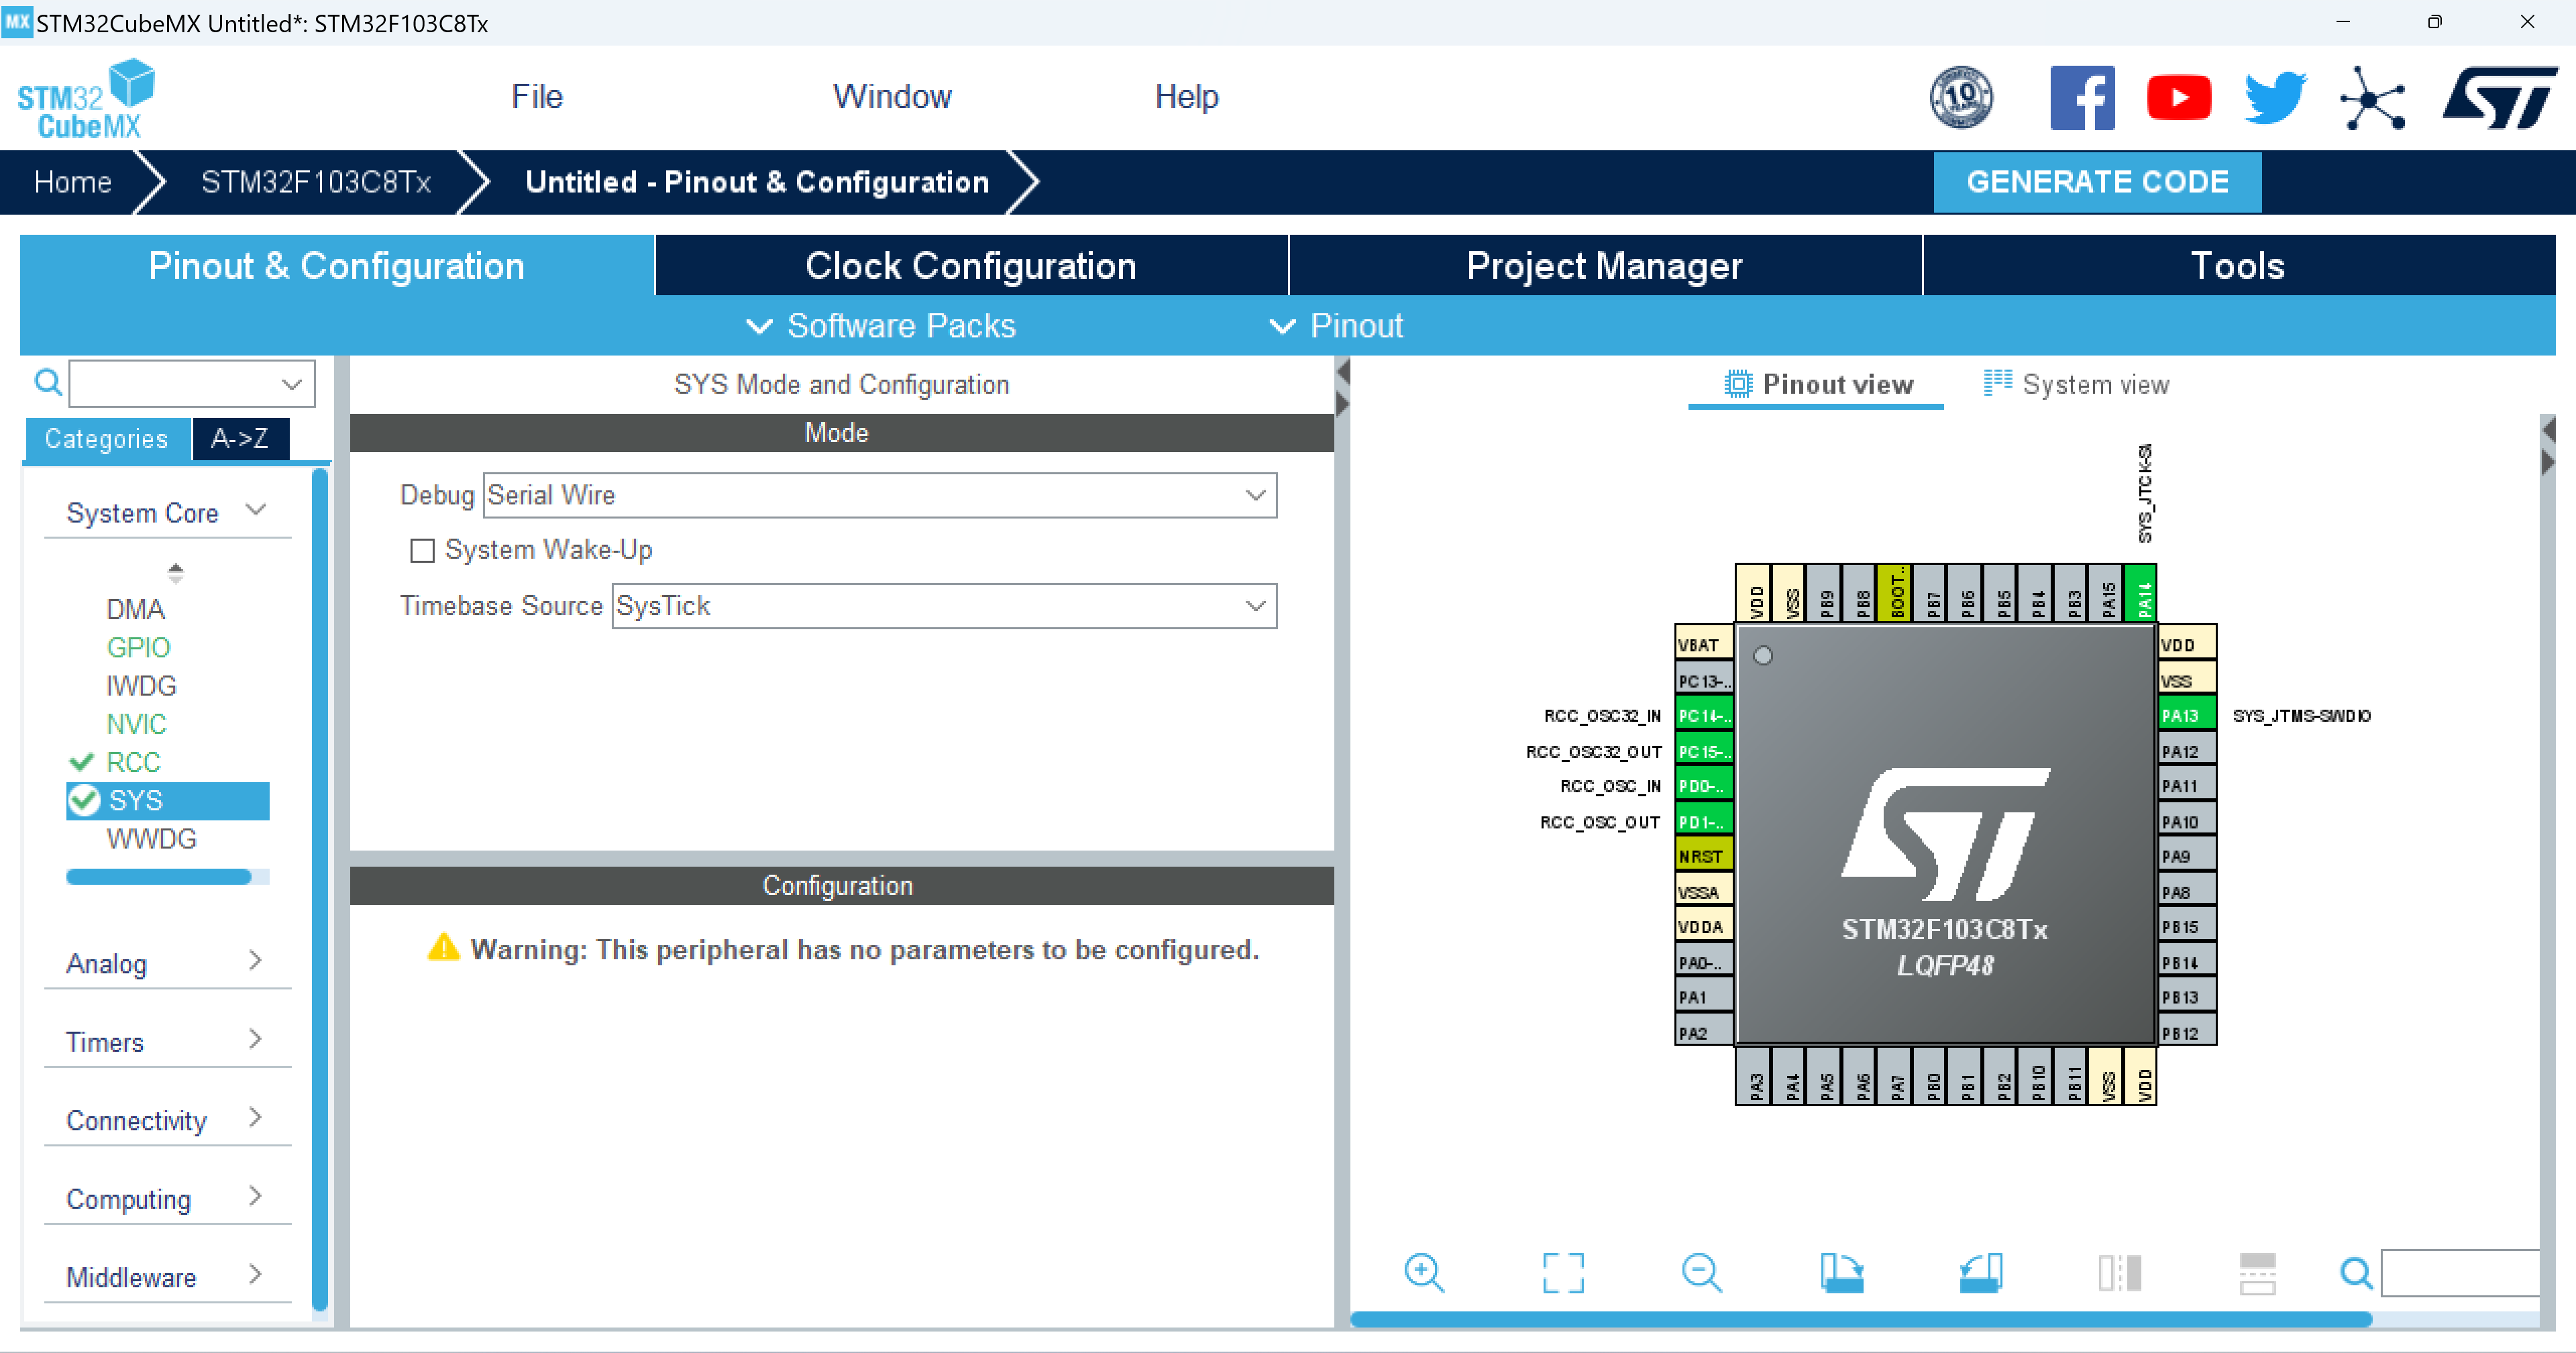 MX STM32CubeMX Untitled*: STM32F103C8Tx
STM32
CubeMX
File
Window
Help
10
YEARS
Home
STM32F103C8Tx
Untitled - Pinout & Configuration
GENERATE CODE
Pinout & Configuration
Clock Configuration
Project Manager
Tools
Software Packs
Pinout
Categories
A->Z
System Core
DMA
GPIO
IWDG
NVIC
RCC
SYS
WWDG
Analog
Timers
Connectivity
Computing
Middleware
SYS Mode and Configuration
Mode
Debug Serial Wire
System Wake-Up
Timebase Source SysTick
Configuration
Warning: This peripheral has no parameters to be configured.
Pinout view
System view
SYS_JTCK-S
VDD
VSS
PB9
PB8
BOOT..
PB7
PB6
PB5
PB4
PB3
PA15
PA14
VBAT
PC13-..
RCC_OSC32_IN PC14-..
RCC_OSC32_OUT PC15-..
RCC_OSC_IN PD0-..
RCC_OSC_OUT PD1-..
NRST
VSSA
VDDA
PA0-..
PA1
PA2
STM32F103C8Tx
LQFP48
VDD
VSS
PA13 SYS_JTMS-SWDIO
PA12
PA11
PA10
PA9
PA8
PB15
PB14
PB13
PB12
PA3
PA4
PA5
PA6
PA7
PB0
PB1
PB2
PB10
PB11
VSS
VDD